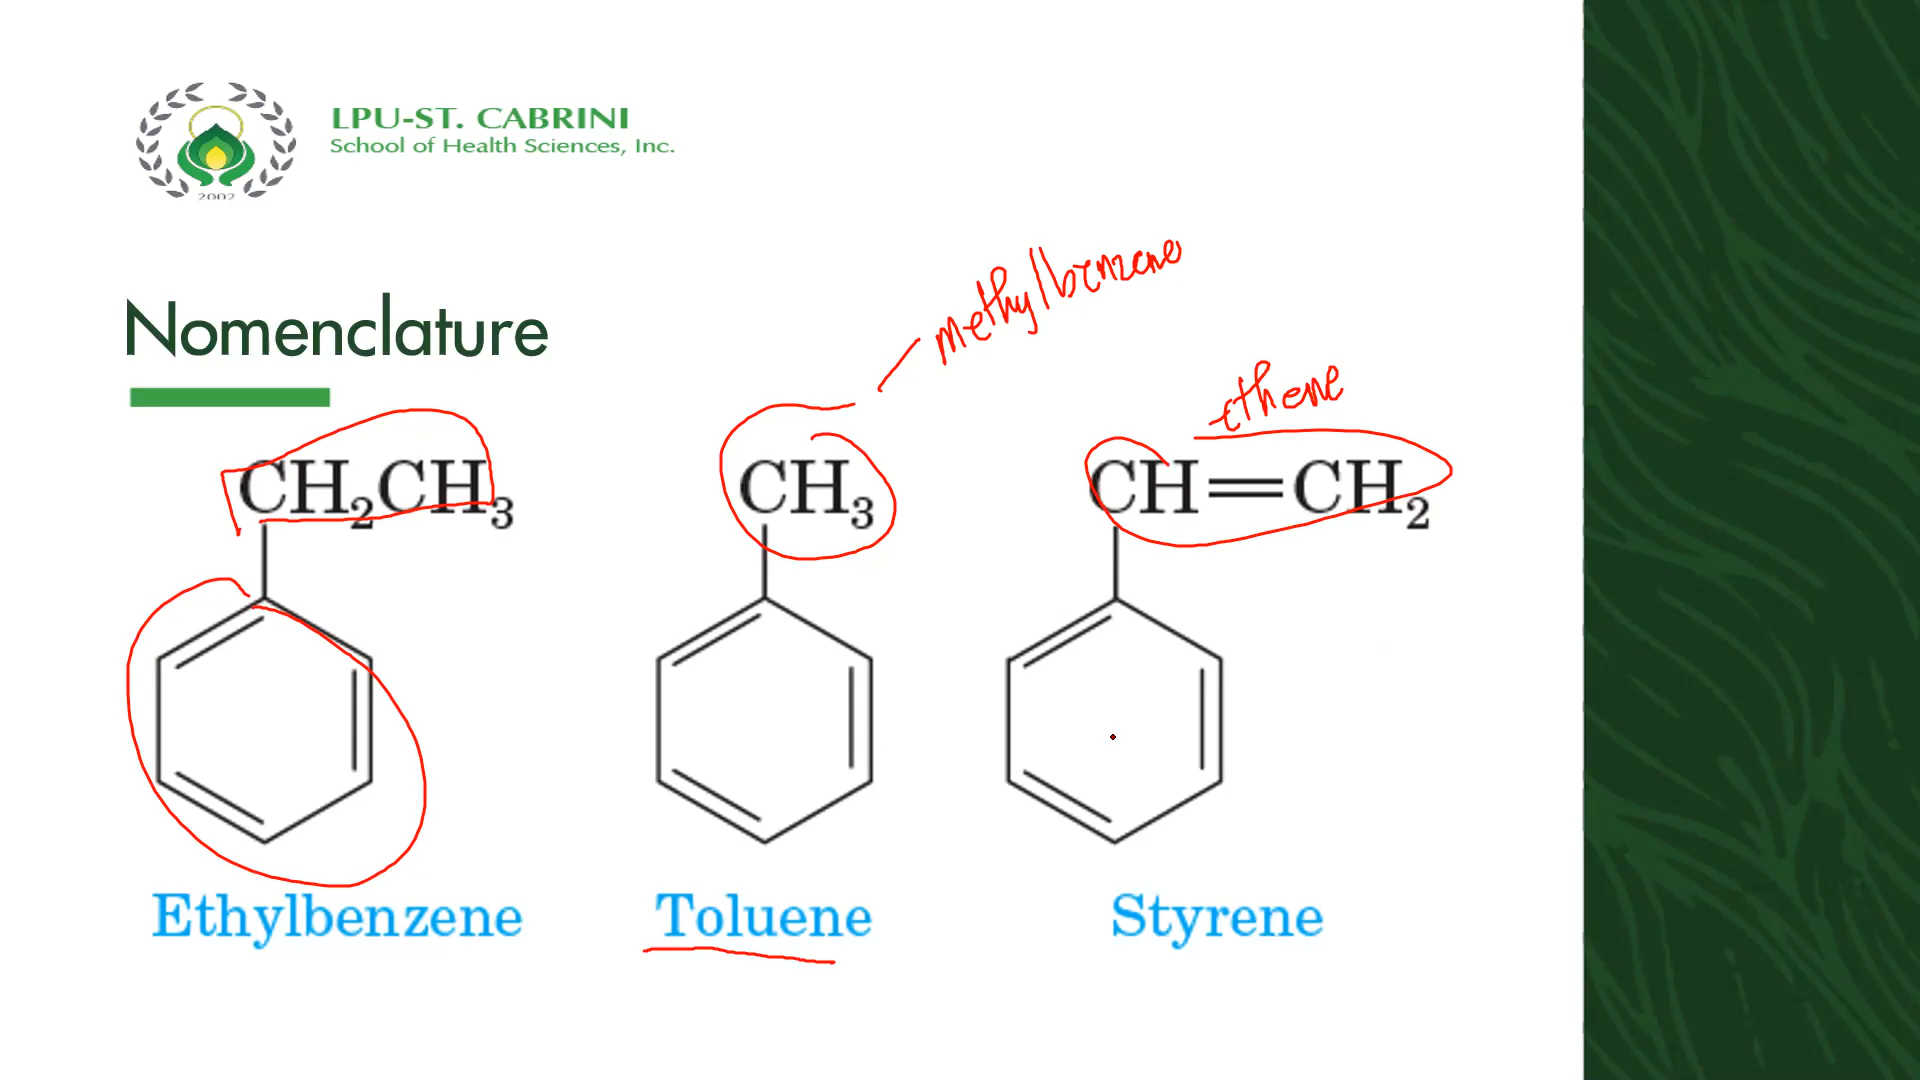 LPU-ST. CABRINI
School of Health Sciences, Inc.
2002
Nomenclature
methylbenzene
ethene
CH₂CH₃
CH₃
CH=CH₂
Ethylbenzene
Toluene
Styrene